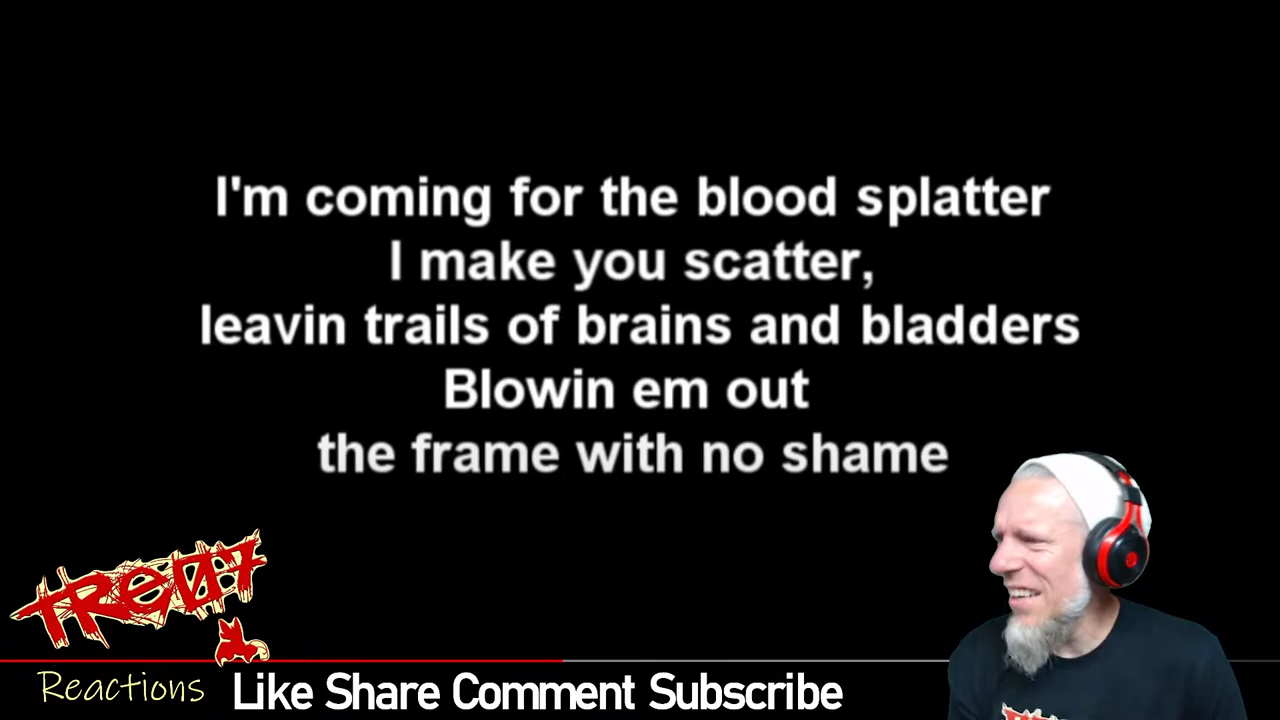 I'm coming for the blood splatter
I make you scatter,
leavin trails of brains and bladders
Blowin em out
the frame with no shame
TRE07
Reactions
Like Share Comment Subscribe